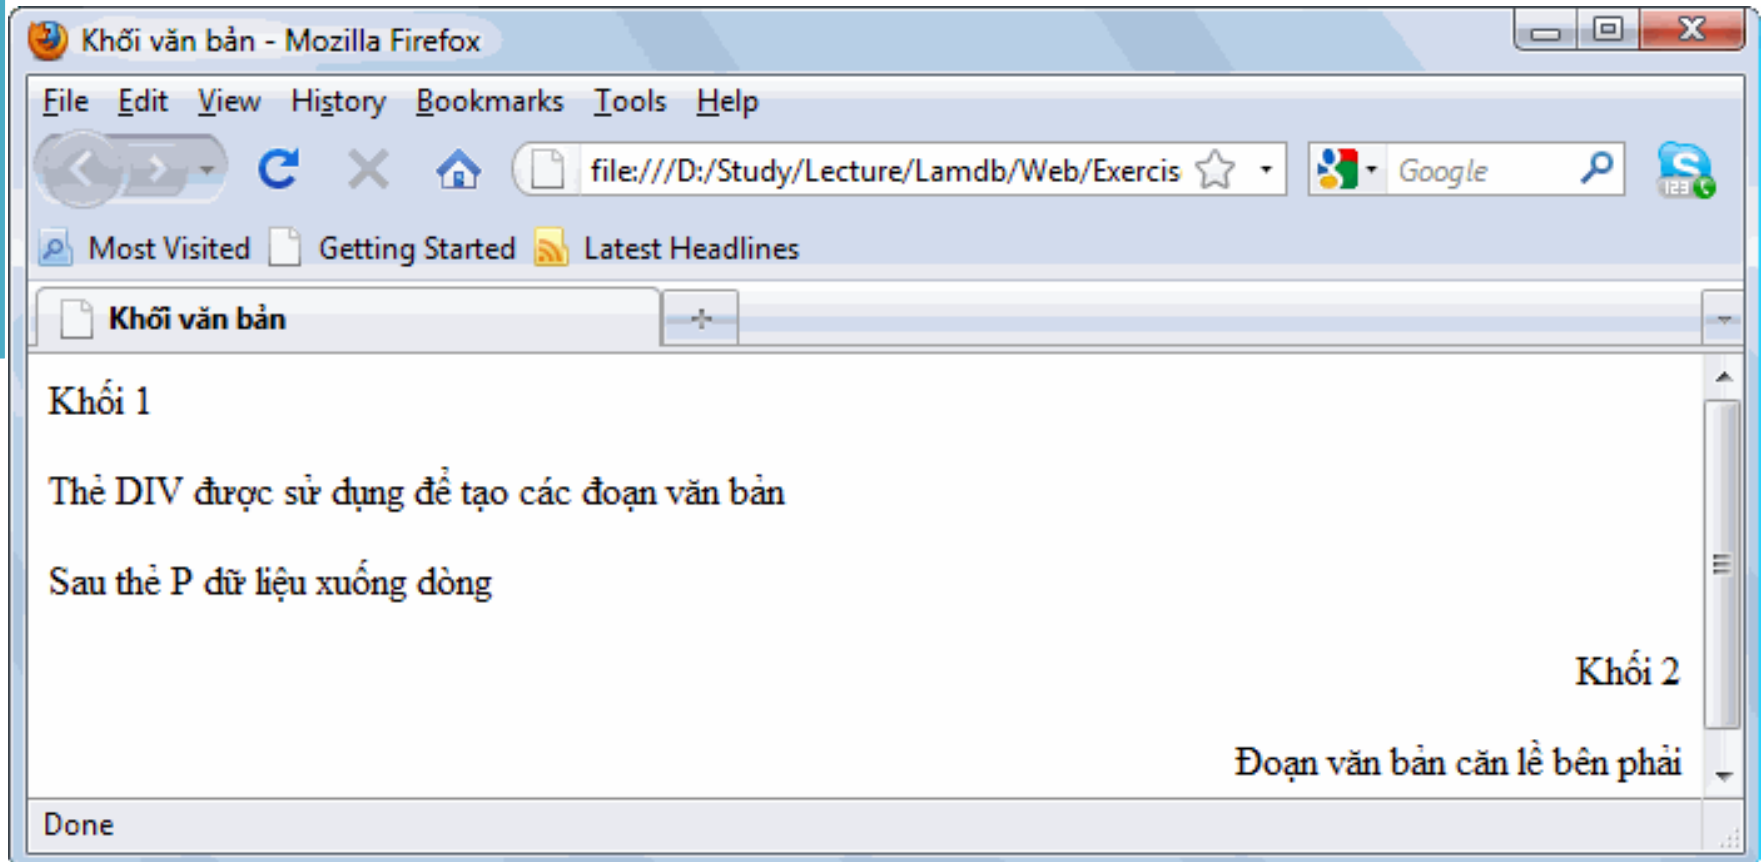 Khối văn bản - Mozilla Firefox
File Edit View History Bookmarks Tools Help
file:///D:/Study/Lecture/Lamdb/Web/Exercis Google
123
Most Visited Getting Started Latest Headlines
Khối văn bản
Khối 1
Thẻ DIV được sử dụng để tạo các đoạn văn bản
Sau thẻ P dữ liệu xuống dòng
Khối 2
Đoạn văn bản căn lề bên phải
Done